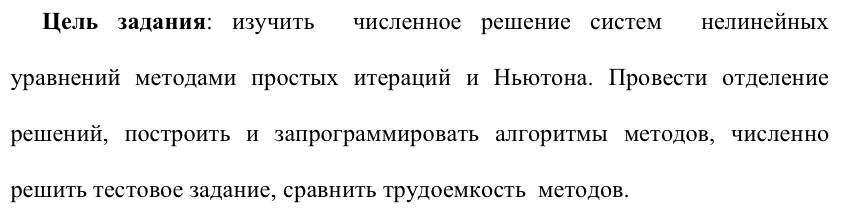 Цель задания: изучить численное решение систем нелинейных
уравнений методами простых итераций и Ньютона. Провести отделение
решений, построить и запрограммировать алгоритмы методов, численно
решить тестовое задание, сравнить трудоемкость методов.